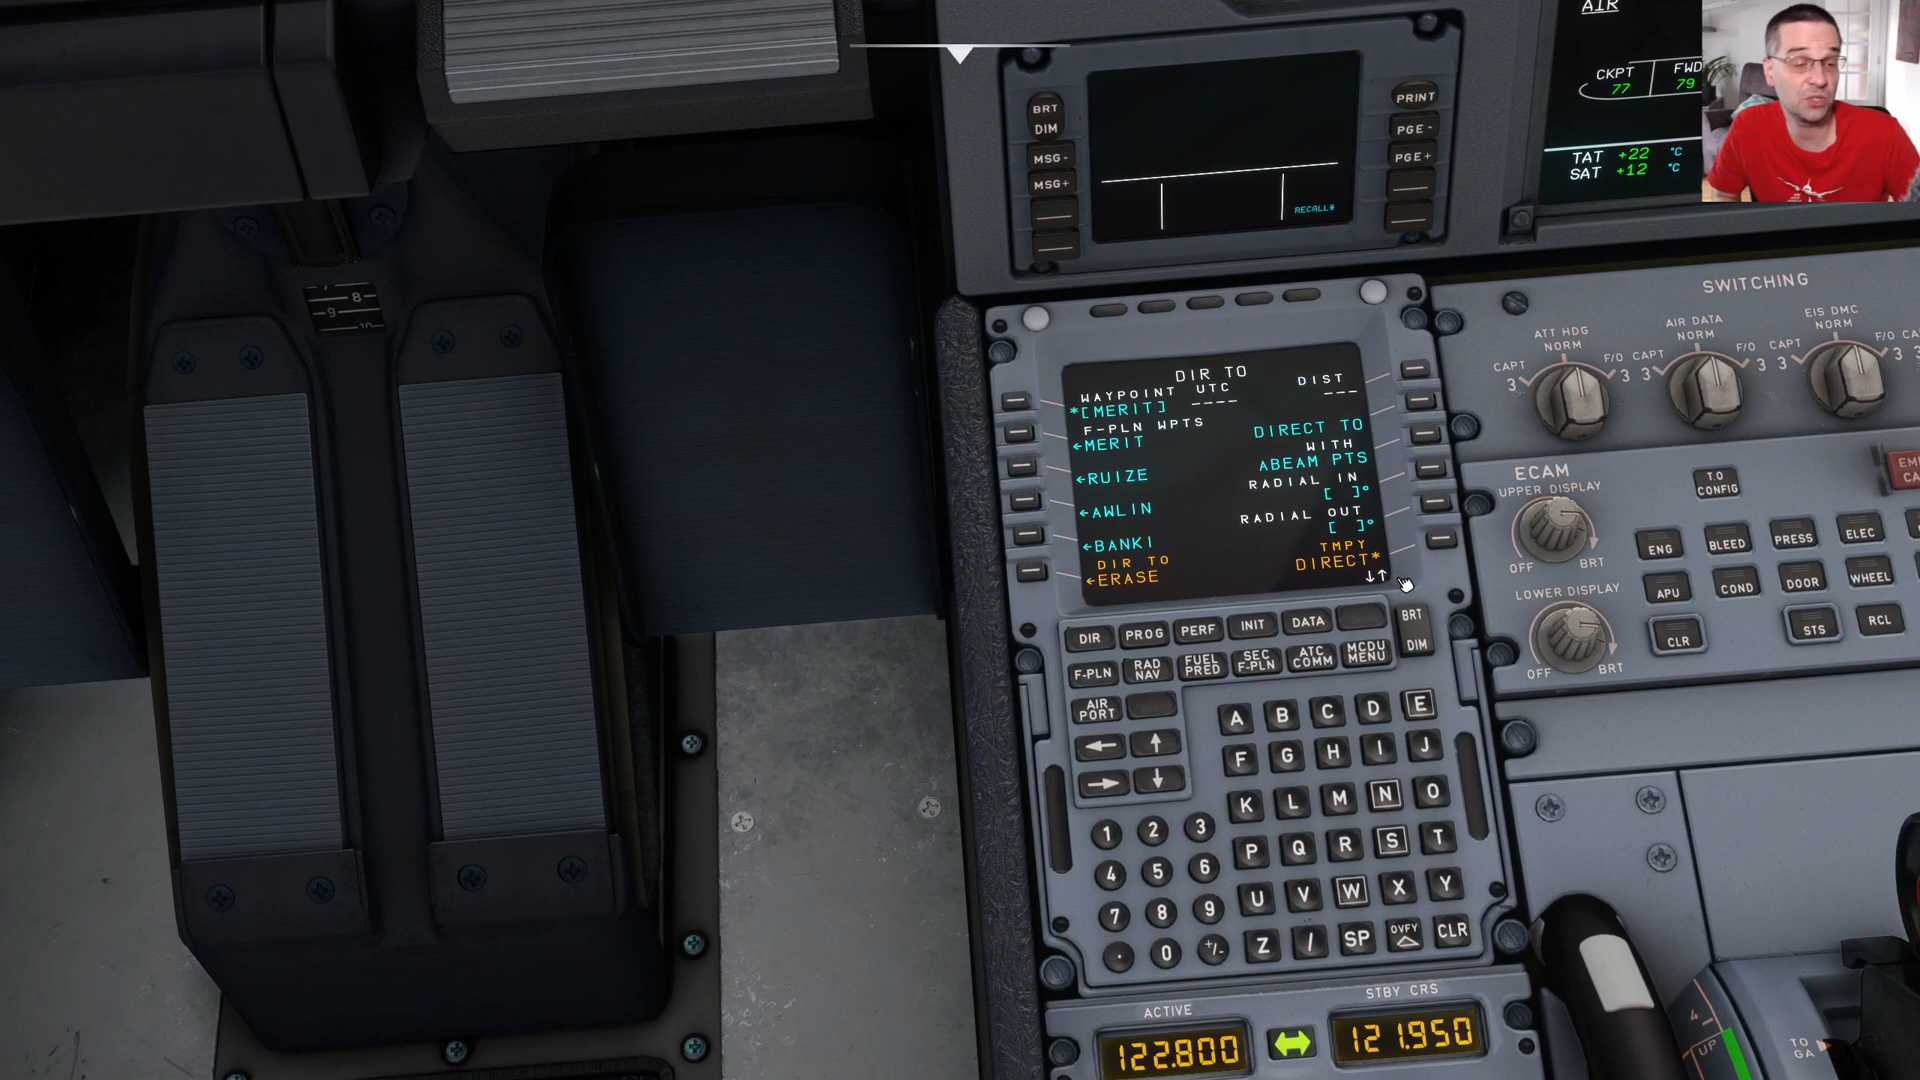 AIR
CKPT
77
FWD
79
TAT +22 °C
SAT +12 °C
BRT
DIM
MSG-
MSG+
PRINT
PGE-
PGE+
RECALL*
8
9
10
DIR TO
WAYPOINT UTC DIST
*[MERIT] ---- ---
F-PLN WPTS
←MERIT DIRECT TO
WITH
←RUIZE ABEAM PTS
RADIAL IN
←AWLIN [ ]°
RADIAL OUT
←BANKI [ ]°
DIR TO TMPY
←ERASE DIRECT*
↓↑
DIR PROG PERF INIT DATA
BRT
DIM
F-PLN RAD NAV FUEL PRED SEC F-PLN ATC COMM MCDU MENU
AIR PORT
← ↑
→ ↓
A B C D E
F G H I J
K L M N O
P Q R S T
U V W X Y
Z / SP OVFY CLR
1 2 3
4 5 6
7 8 9
. 0 +/-
ACTIVE
122.800
STBY CRS
121.950
SWITCHING
ATT HDG
NORM
CAPT
3
F/O
3
AIR DATA
NORM
CAPT
3
F/O
3
EIS DMC
NORM
CAPT
3
F/O
3
ECAM
UPPER DISPLAY
OFF BRT
LOWER DISPLAY
OFF BRT
T.O
CONFIG
ENG BLEED PRESS ELEC
APU COND DOOR WHEEL
CLR STS RCL
4
UP
TO
GA